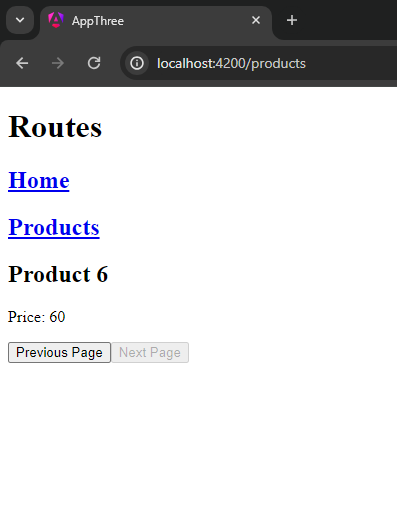 AppThree
localhost:4200/products
Routes
Home
Products
Product 6
Price: 60
Previous Page Next Page